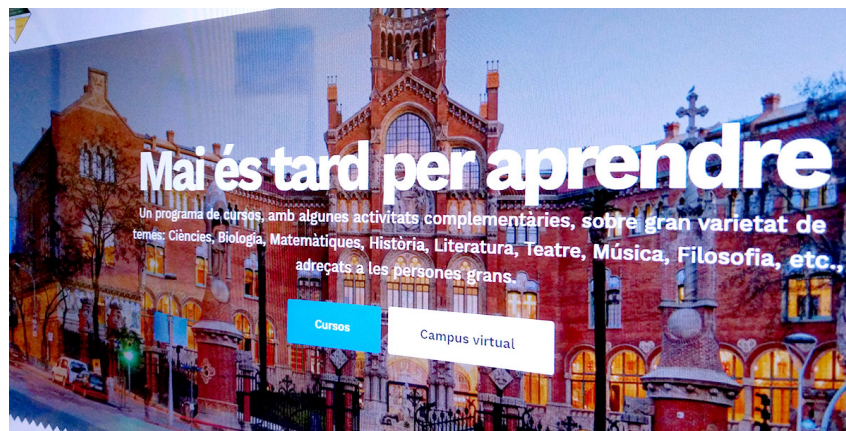 Mai és tard per aprendre
Un programa de cursos, amb algunes activitats complementàries, sobre gran varietat de
temes: Ciències, Biologia, Matemàtiques, Història, Literatura, Teatre, Música, Filosofia, etc.,
adreçats a les persones grans.
Cursos
Campus virtual